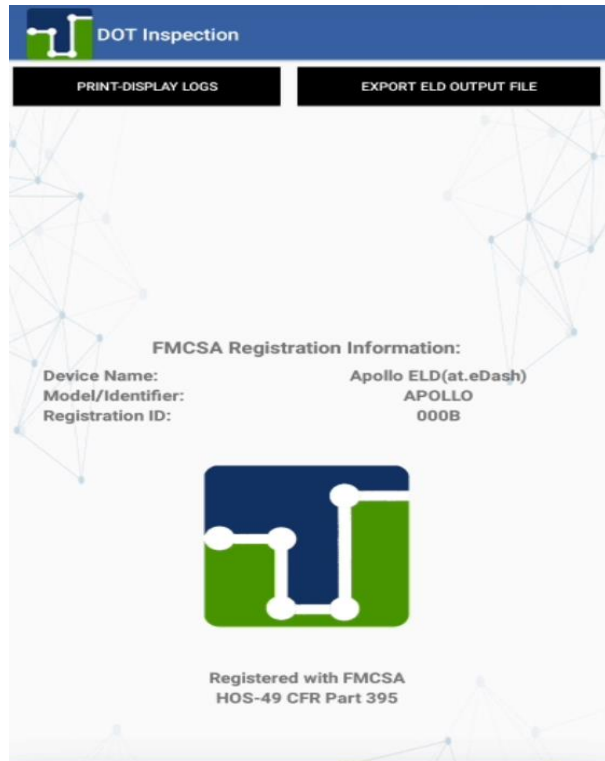 DOT Inspection
PRINT-DISPLAY LOGS
EXPORT ELD OUTPUT FILE
FMCSA Registration Information:
Device Name: Apollo ELD(at.eDash)
Model/Identifier: APOLLO
Registration ID: 000B
Registered with FMCSA
HOS-49 CFR Part 395